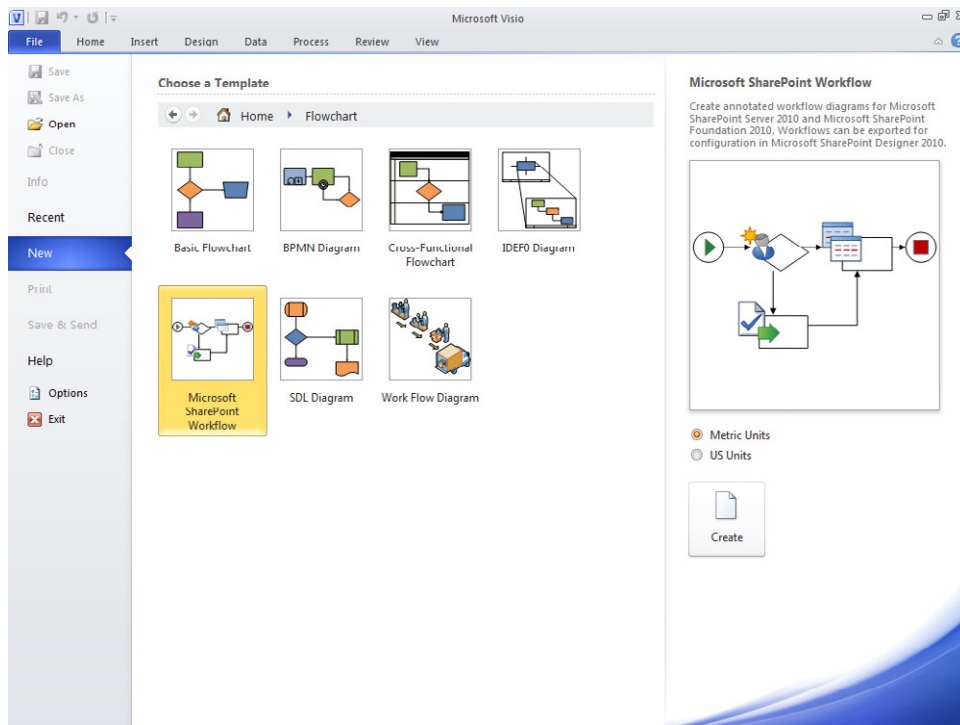 Microsoft Visio
File Home Insert Design Data Process Review View
Save
Save As
Open
Close
Info
Recent
New
Print
Save & Send
Help
Options
Exit
Choose a Template
Home Flowchart
Basic Flowchart
BPMN Diagram
Cross-Functional
Flowchart
IDEF0 Diagram
Microsoft
SharePoint
Workflow
SDL Diagram
Work Flow Diagram
Microsoft SharePoint Workflow
Create annotated workflow diagrams for Microsoft
SharePoint Server 2010 and Microsoft SharePoint
Foundation 2010. Workflows can be exported for
configuration in Microsoft SharePoint Designer 2010.
Metric Units
US Units
Create